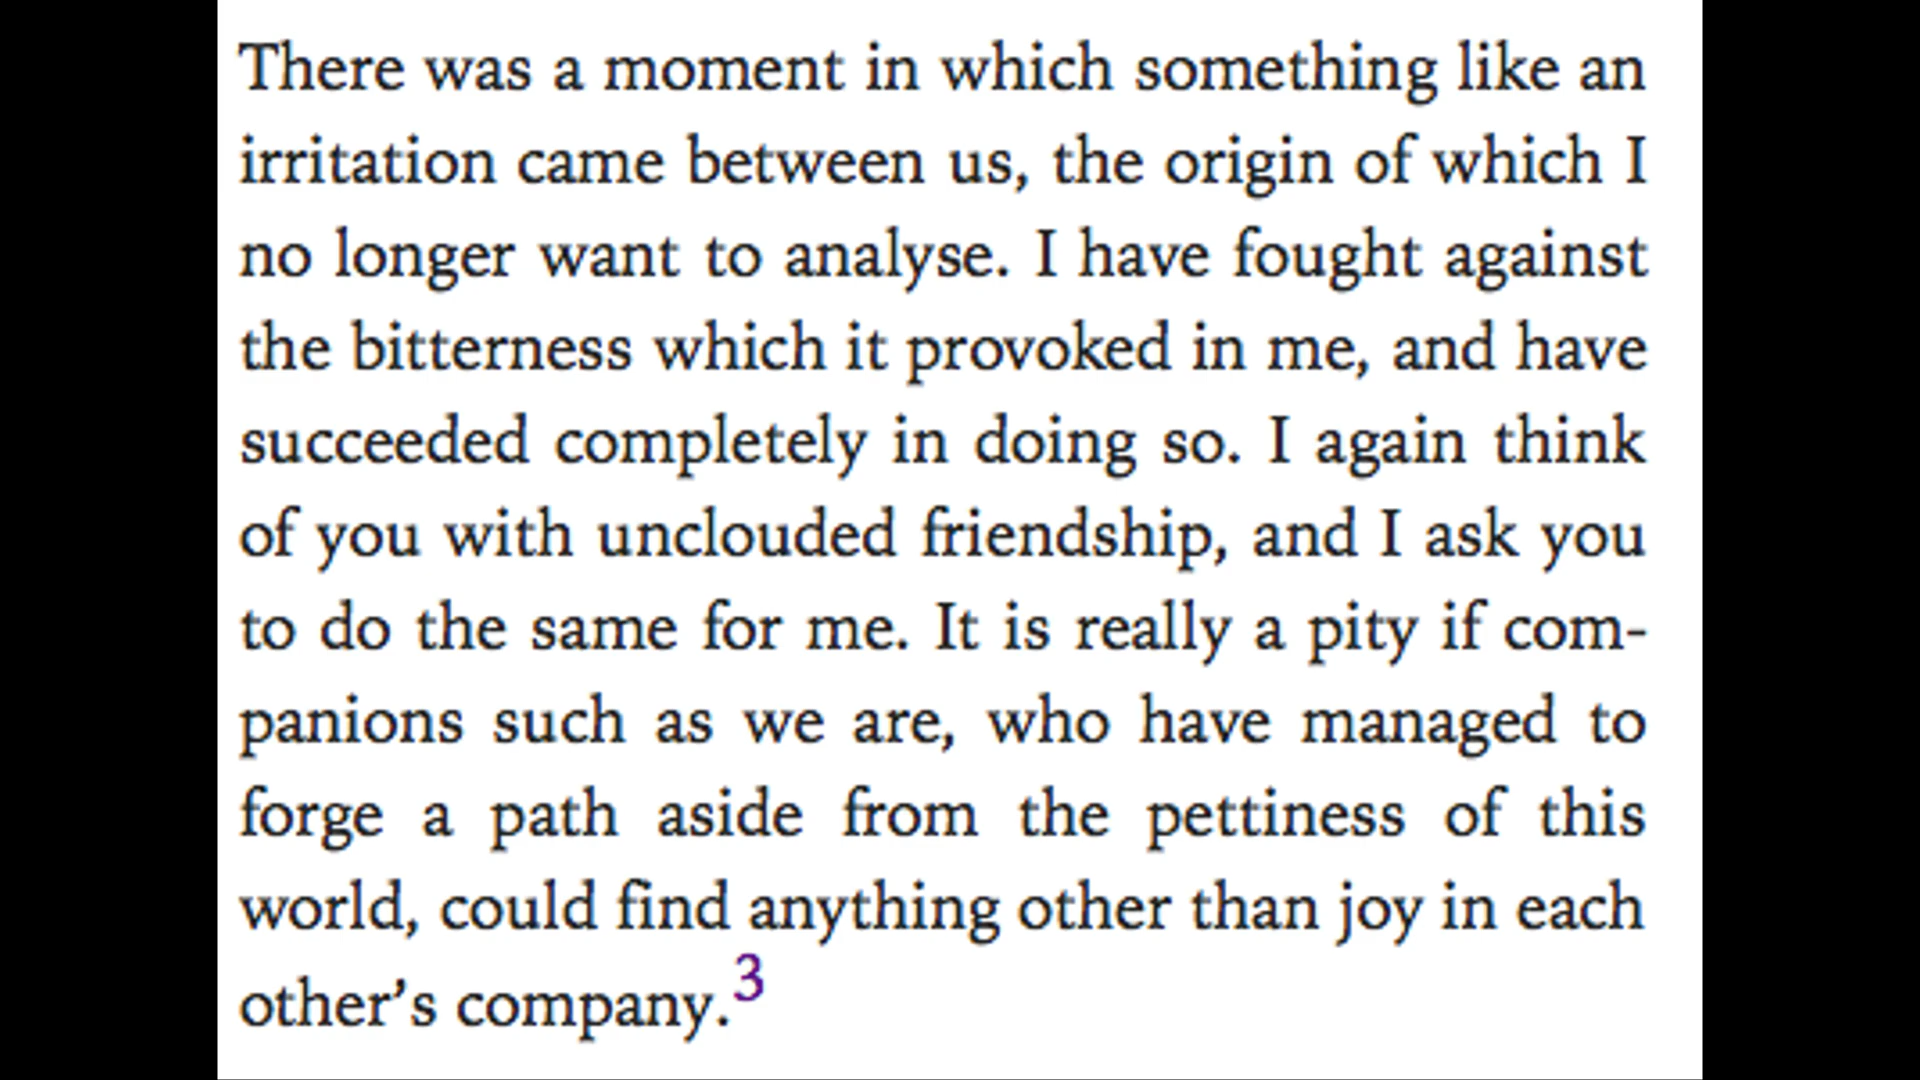 There was a moment in which something like an
irritation came between us, the origin of which I
no longer want to analyse. I have fought against
the bitterness which it provoked in me, and have
succeeded completely in doing so. I again think
of you with unclouded friendship, and I ask you
to do the same for me. It is really a pity if com-
panions such as we are, who have managed to
forge a path aside from the pettiness of this
world, could find anything other than joy in each
other’s company.3